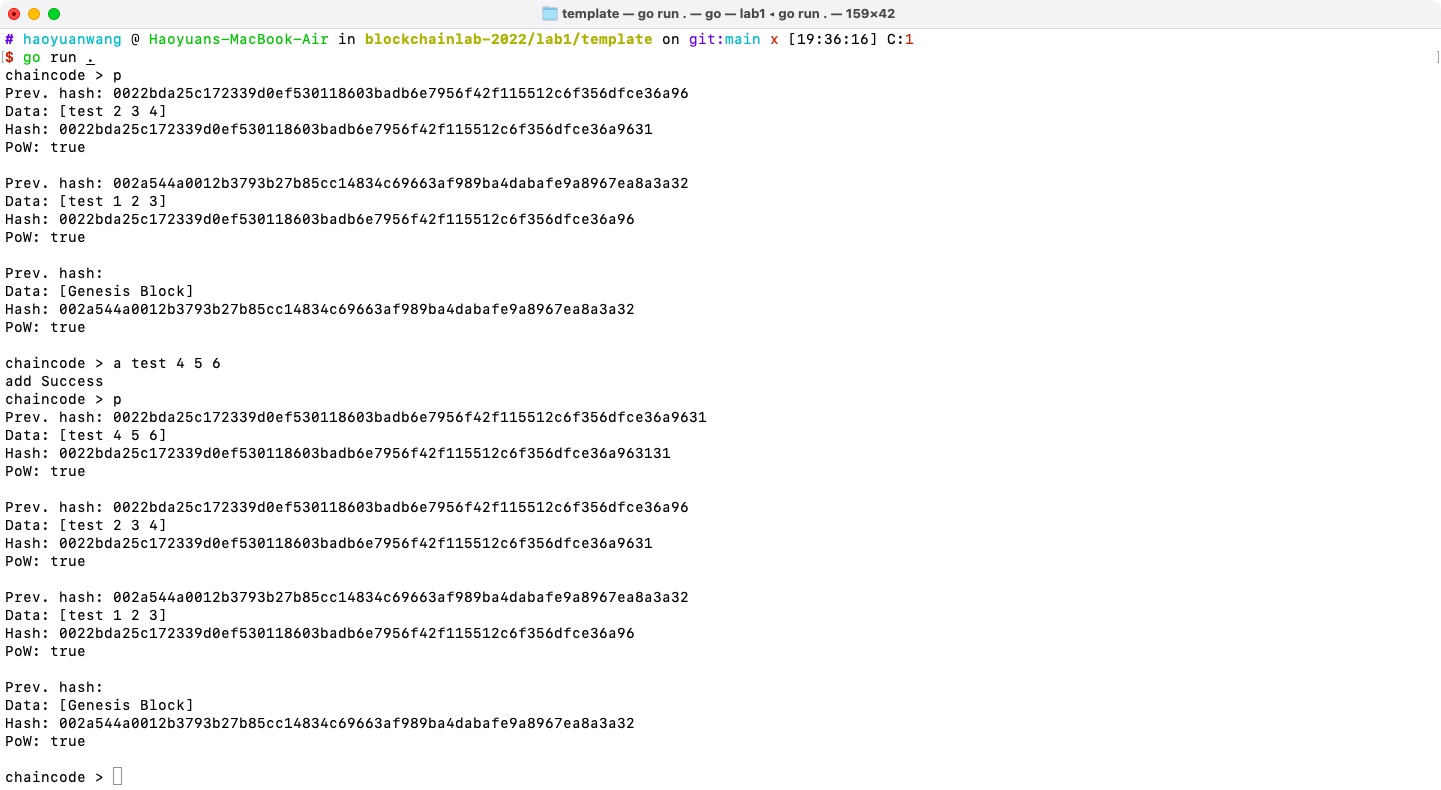 template — go run . — go — lab1 ◂ go run . — 159×42
# haoyuanwang @ Haoyuans-MacBook-Air in blockchainlab-2022/lab1/template on git:main x [19:36:16] C:1
[$ go run . ]
chaincode > p
Prev. hash: 0022bda25c172339d0ef530118603badb6e7956f42f115512c6f356dfce36a96
Data: [test 2 3 4]
Hash: 0022bda25c172339d0ef530118603badb6e7956f42f115512c6f356dfce36a9631
PoW: true
Prev. hash: 002a544a0012b3793b27b85cc14834c69663af989ba4dabafe9a8967ea8a3a32
Data: [test 1 2 3]
Hash: 0022bda25c172339d0ef530118603badb6e7956f42f115512c6f356dfce36a96
PoW: true
Prev. hash:
Data: [Genesis Block]
Hash: 002a544a0012b3793b27b85cc14834c69663af989ba4dabafe9a8967ea8a3a32
PoW: true
chaincode > a test 4 5 6
add Success
chaincode > p
Prev. hash: 0022bda25c172339d0ef530118603badb6e7956f42f115512c6f356dfce36a9631
Data: [test 4 5 6]
Hash: 0022bda25c172339d0ef530118603badb6e7956f42f115512c6f356dfce36a963131
PoW: true
Prev. hash: 0022bda25c172339d0ef530118603badb6e7956f42f115512c6f356dfce36a96
Data: [test 2 3 4]
Hash: 0022bda25c172339d0ef530118603badb6e7956f42f115512c6f356dfce36a9631
PoW: true
Prev. hash: 002a544a0012b3793b27b85cc14834c69663af989ba4dabafe9a8967ea8a3a32
Data: [test 1 2 3]
Hash: 0022bda25c172339d0ef530118603badb6e7956f42f115512c6f356dfce36a96
PoW: true
Prev. hash:
Data: [Genesis Block]
Hash: 002a544a0012b3793b27b85cc14834c69663af989ba4dabafe9a8967ea8a3a32
PoW: true
chaincode >